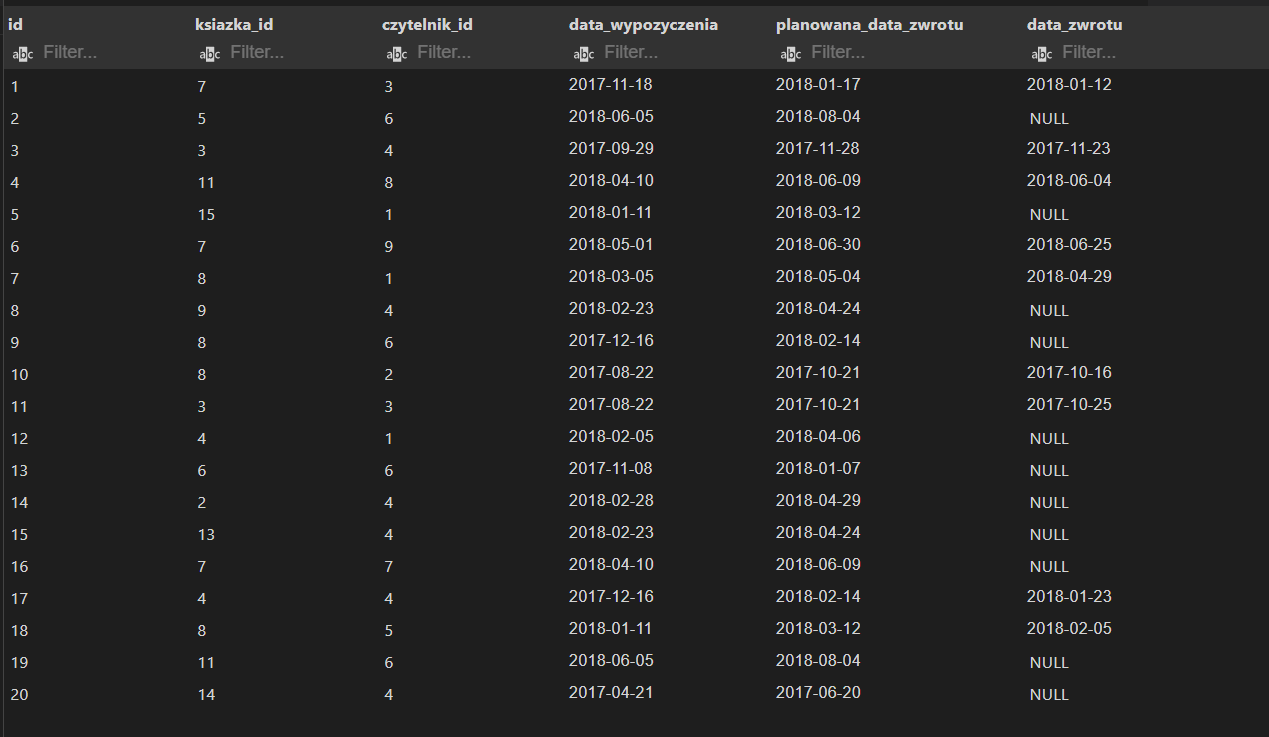 id ksiazka_id czytelnik_id data_wypozyczenia planowana_data_zwrotu data_zwrotu
abc Filter... abc Filter... abc Filter... abc Filter... abc Filter... abc Filter...
1 7 3 2017-11-18 2018-01-17 2018-01-12
2 5 6 2018-06-05 2018-08-04 NULL
3 3 4 2017-09-29 2017-11-28 2017-11-23
4 11 8 2018-04-10 2018-06-09 2018-06-04
5 15 1 2018-01-11 2018-03-12 NULL
6 7 9 2018-05-01 2018-06-30 2018-06-25
7 8 1 2018-03-05 2018-05-04 2018-04-29
8 9 4 2018-02-23 2018-04-24 NULL
9 8 6 2017-12-16 2018-02-14 NULL
10 8 2 2017-08-22 2017-10-21 2017-10-16
11 3 3 2017-08-22 2017-10-21 2017-10-25
12 4 1 2018-02-05 2018-04-06 NULL
13 6 6 2017-11-08 2018-01-07 NULL
14 2 4 2018-02-28 2018-04-29 NULL
15 13 4 2018-02-23 2018-04-24 NULL
16 7 7 2018-04-10 2018-06-09 NULL
17 4 4 2017-12-16 2018-02-14 2018-01-23
18 8 5 2018-01-11 2018-03-12 2018-02-05
19 11 6 2018-06-05 2018-08-04 NULL
20 14 4 2017-04-21 2017-06-20 NULL